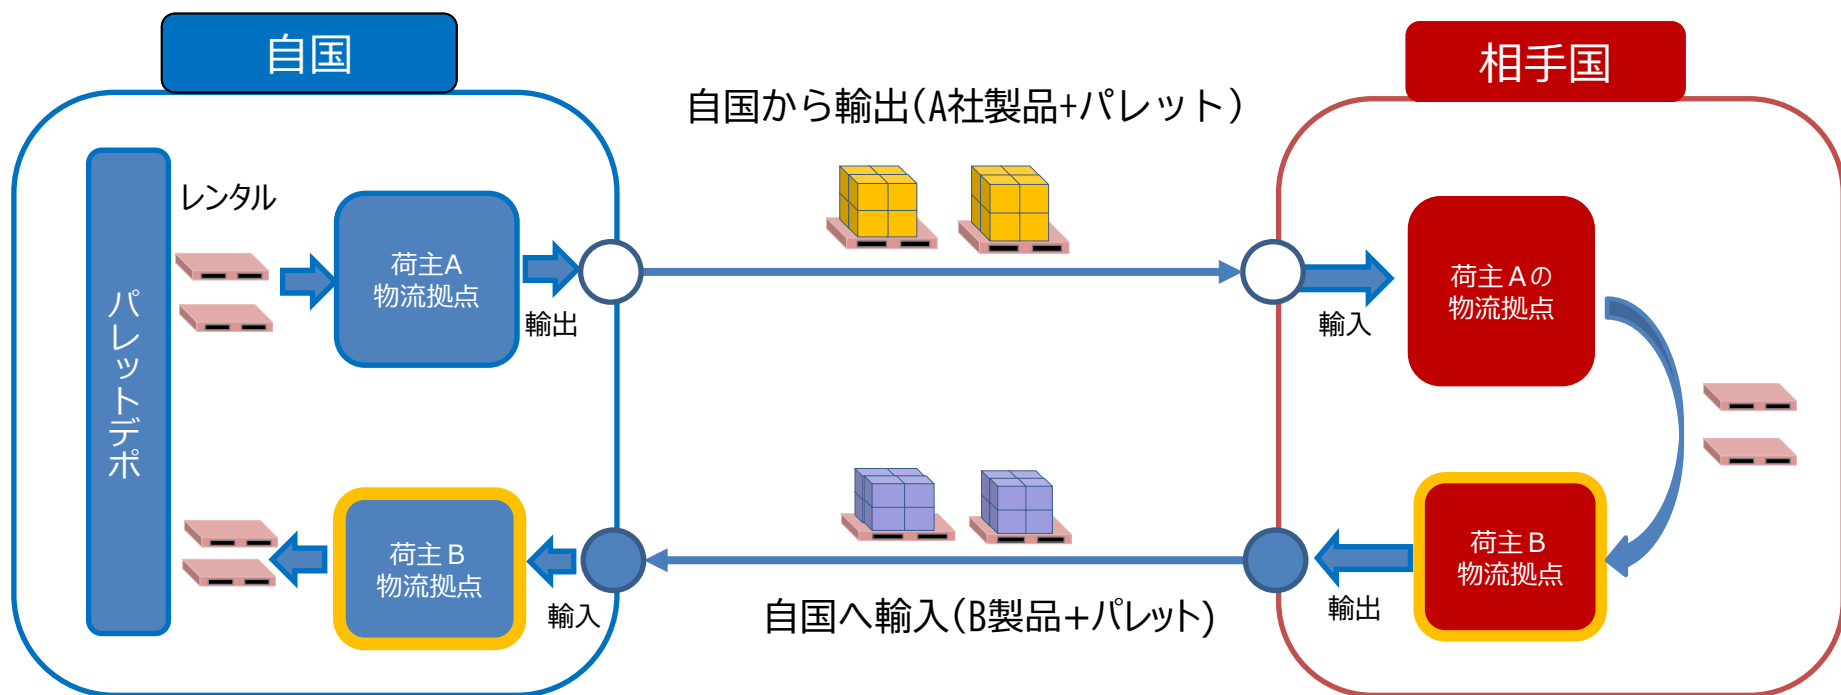 自国
相手国
自国から輸出(A社製品+パレット)
レンタル
パレットデポ
荷主A
物流拠点
輸出
輸入
荷主Aの
物流拠点
荷主B
物流拠点
輸入
自国へ輸入(B製品+パレット)
輸出
荷主B
物流拠点